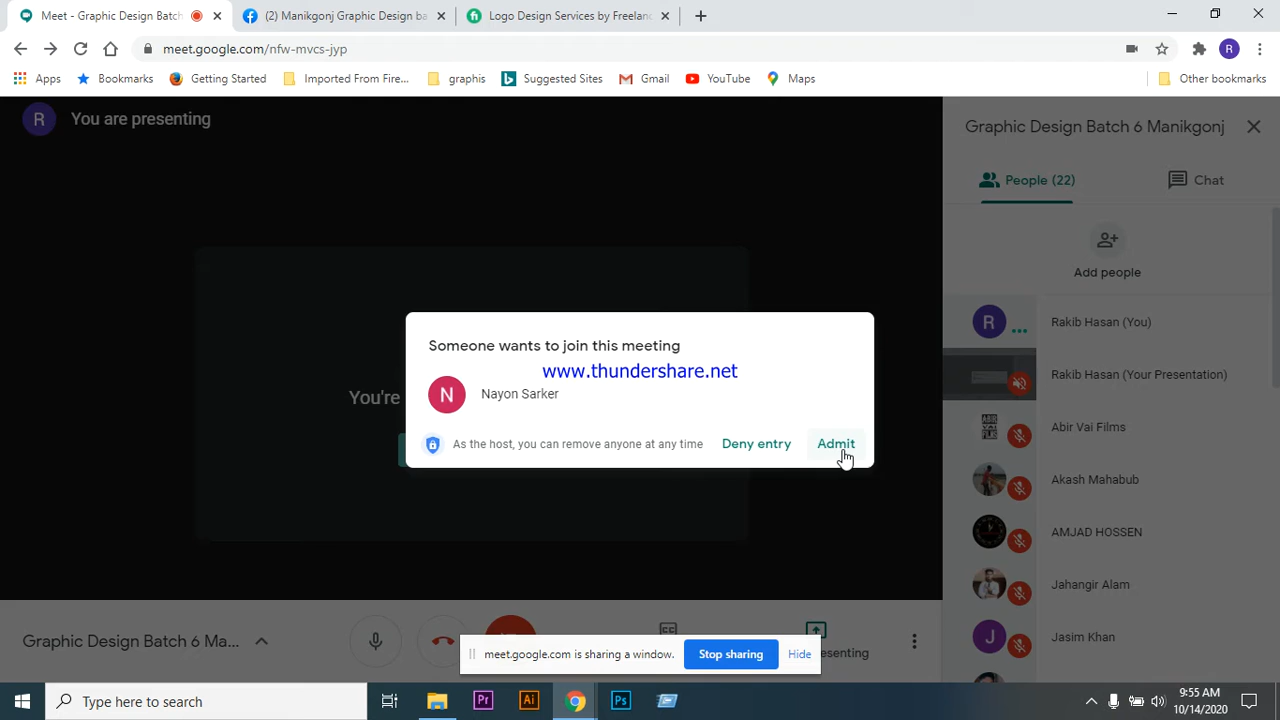 Meet - Graphic Design Batch
(2) Manikgonj Graphic Design ba
Logo Design Services by Freelanc
meet.google.com/nfw-mvcs-jyp
R
Apps
Bookmarks
Getting Started
Imported From Fire...
graphis
Suggested Sites
Gmail
YouTube
Maps
Other bookmarks
R
You are presenting
Graphic Design Batch 6 Manikgonj
People (22)
Chat
Add people
R
Rakib Hasan (You)
Rakib Hasan (Your Presentation)
Abir Vai Films
Akash Mahabub
AMJAD HOSSEN
Jahangir Alam
J
Jasim Khan
You're
Someone wants to join this meeting
www.thundershare.net
N
Nayon Sarker
As the host, you can remove anyone at any time
Deny entry
Admit
Graphic Design Batch 6 Ma...
CC
esenting
meet.google.com is sharing a window.
Stop sharing
Hide
Type here to search
Pr
Ai
Ps
9:55 AM
10/14/2020